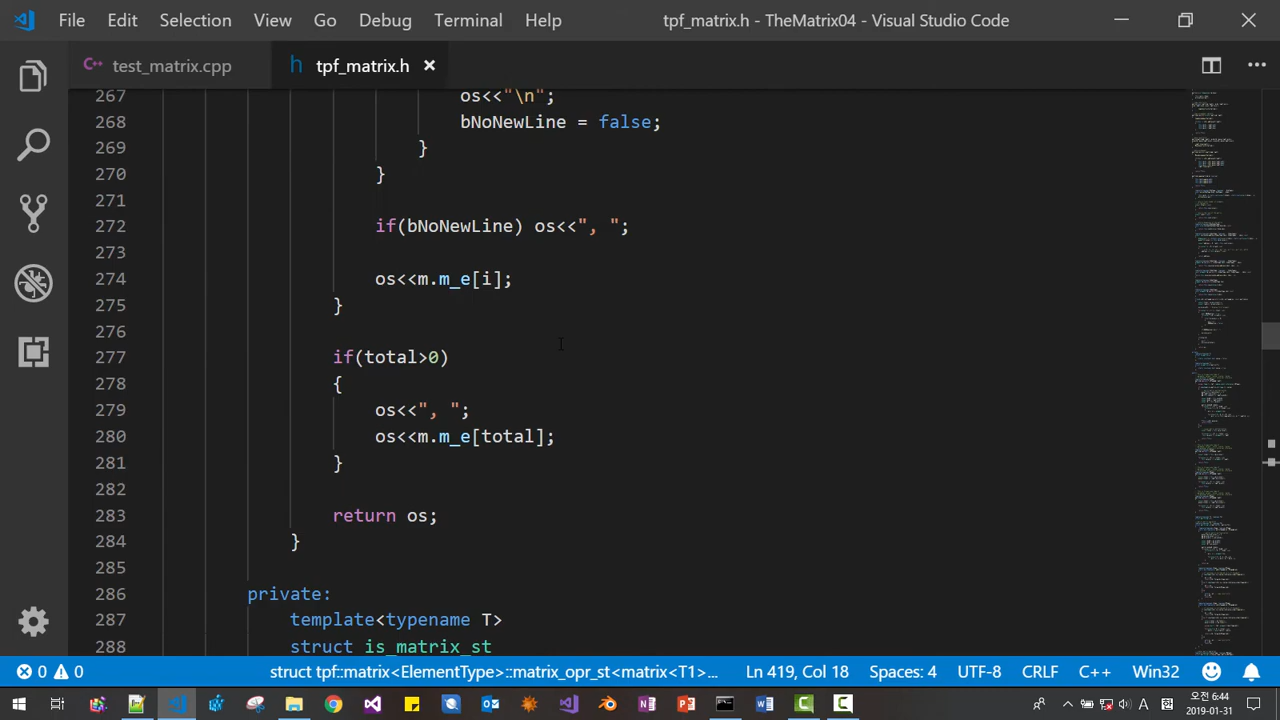 File Edit Selection View Go Debug Terminal Help tpf_matrix.h - TheMatrix04 - Visual Studio Code
test_matrix.cpp
tpf_matrix.h
267 os<<"\n";
268 bNoNewLine = false;
269 }
270 }
271
272 if(bNoNewLine) os<<", ";
273
274 os<<m.m_e[i];
275 }
276
277 if(total>0)
278 {
279 os<<", ";
280 os<<m.m_e[total];
281 }
282
283 return os;
284 }
285
286 private:
287 template<typename T>
288 struct is_matrix_st
0 0 struct tpf::matrix<ElementType>::matrix_opr_st<matrix<T1>... Ln 419, Col 18 Spaces: 4 UTF-8 CRLF C++ Win32
A 오전 6:44
2019-01-31